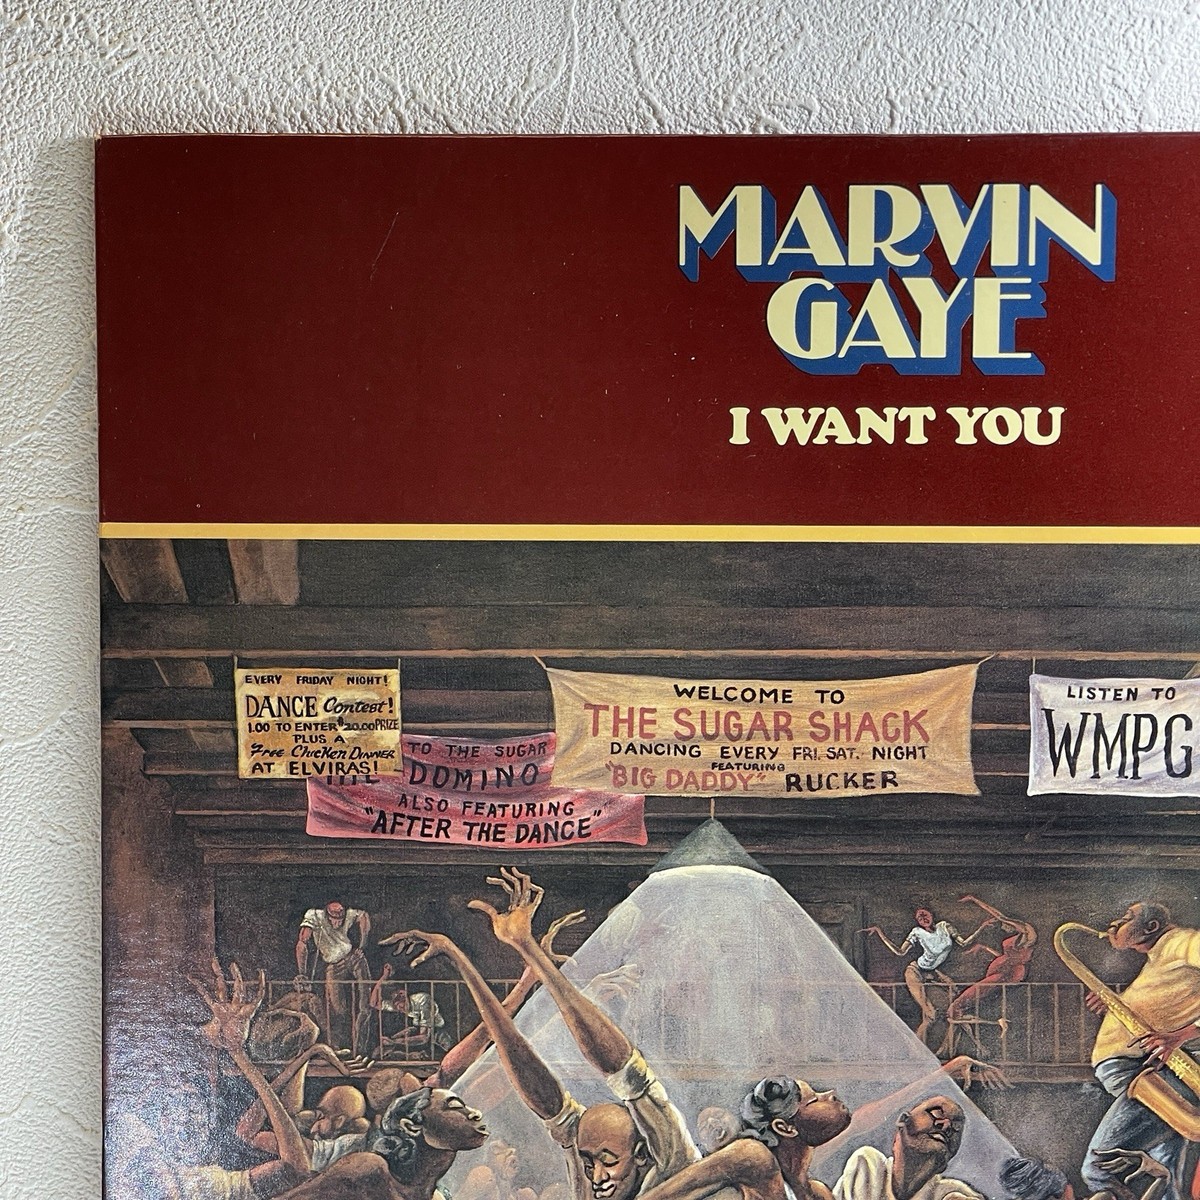 MARVIN
GAYE
I WANT YOU
EVERY FRIDAY NIGHT!
DANCE Contest!
1.00 TO ENTER $20.00 PRIZE
PLUS A
Free Chicken Dinner
AT ELVIRAS!
TO THE SUGAR
DOMINO
ALSO FEATURING
"AFTER THE DANCE"
WELCOME TO
THE SUGAR SHACK
DANCING EVERY FRI. SAT. NIGHT
FEATURING
"BIG DADDY" RUCKER
LISTEN TO
WMPG